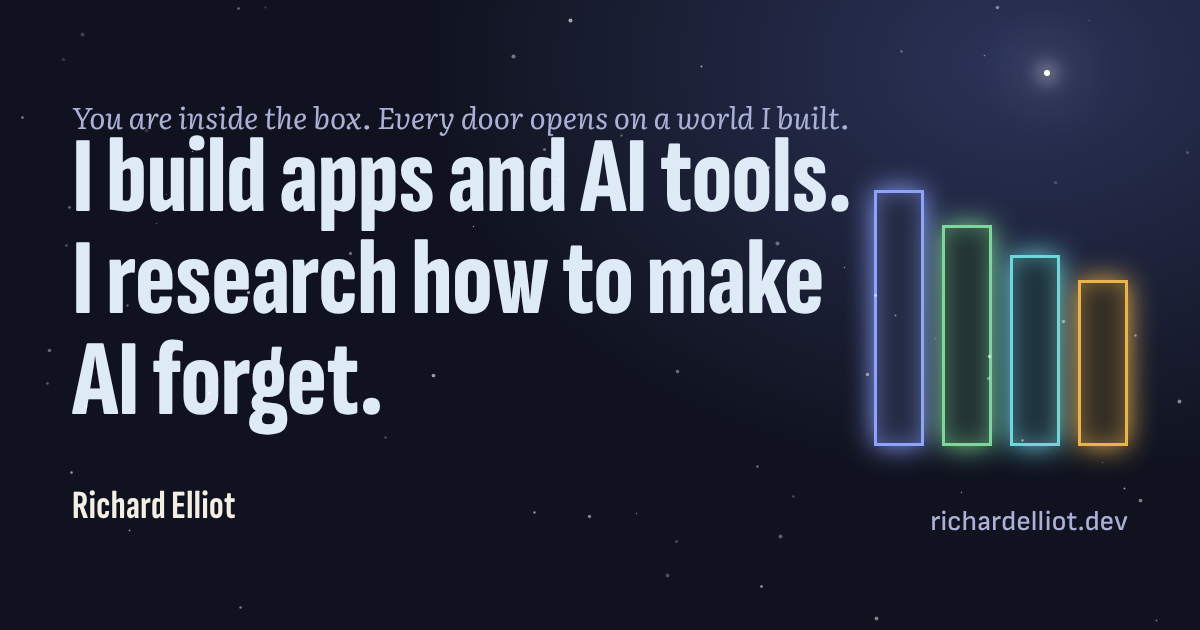 You are inside the box. Every door opens on a world I built.
I build apps and AI tools.
I research how to make
AI forget.
Richard Elliot
richardelliot.dev